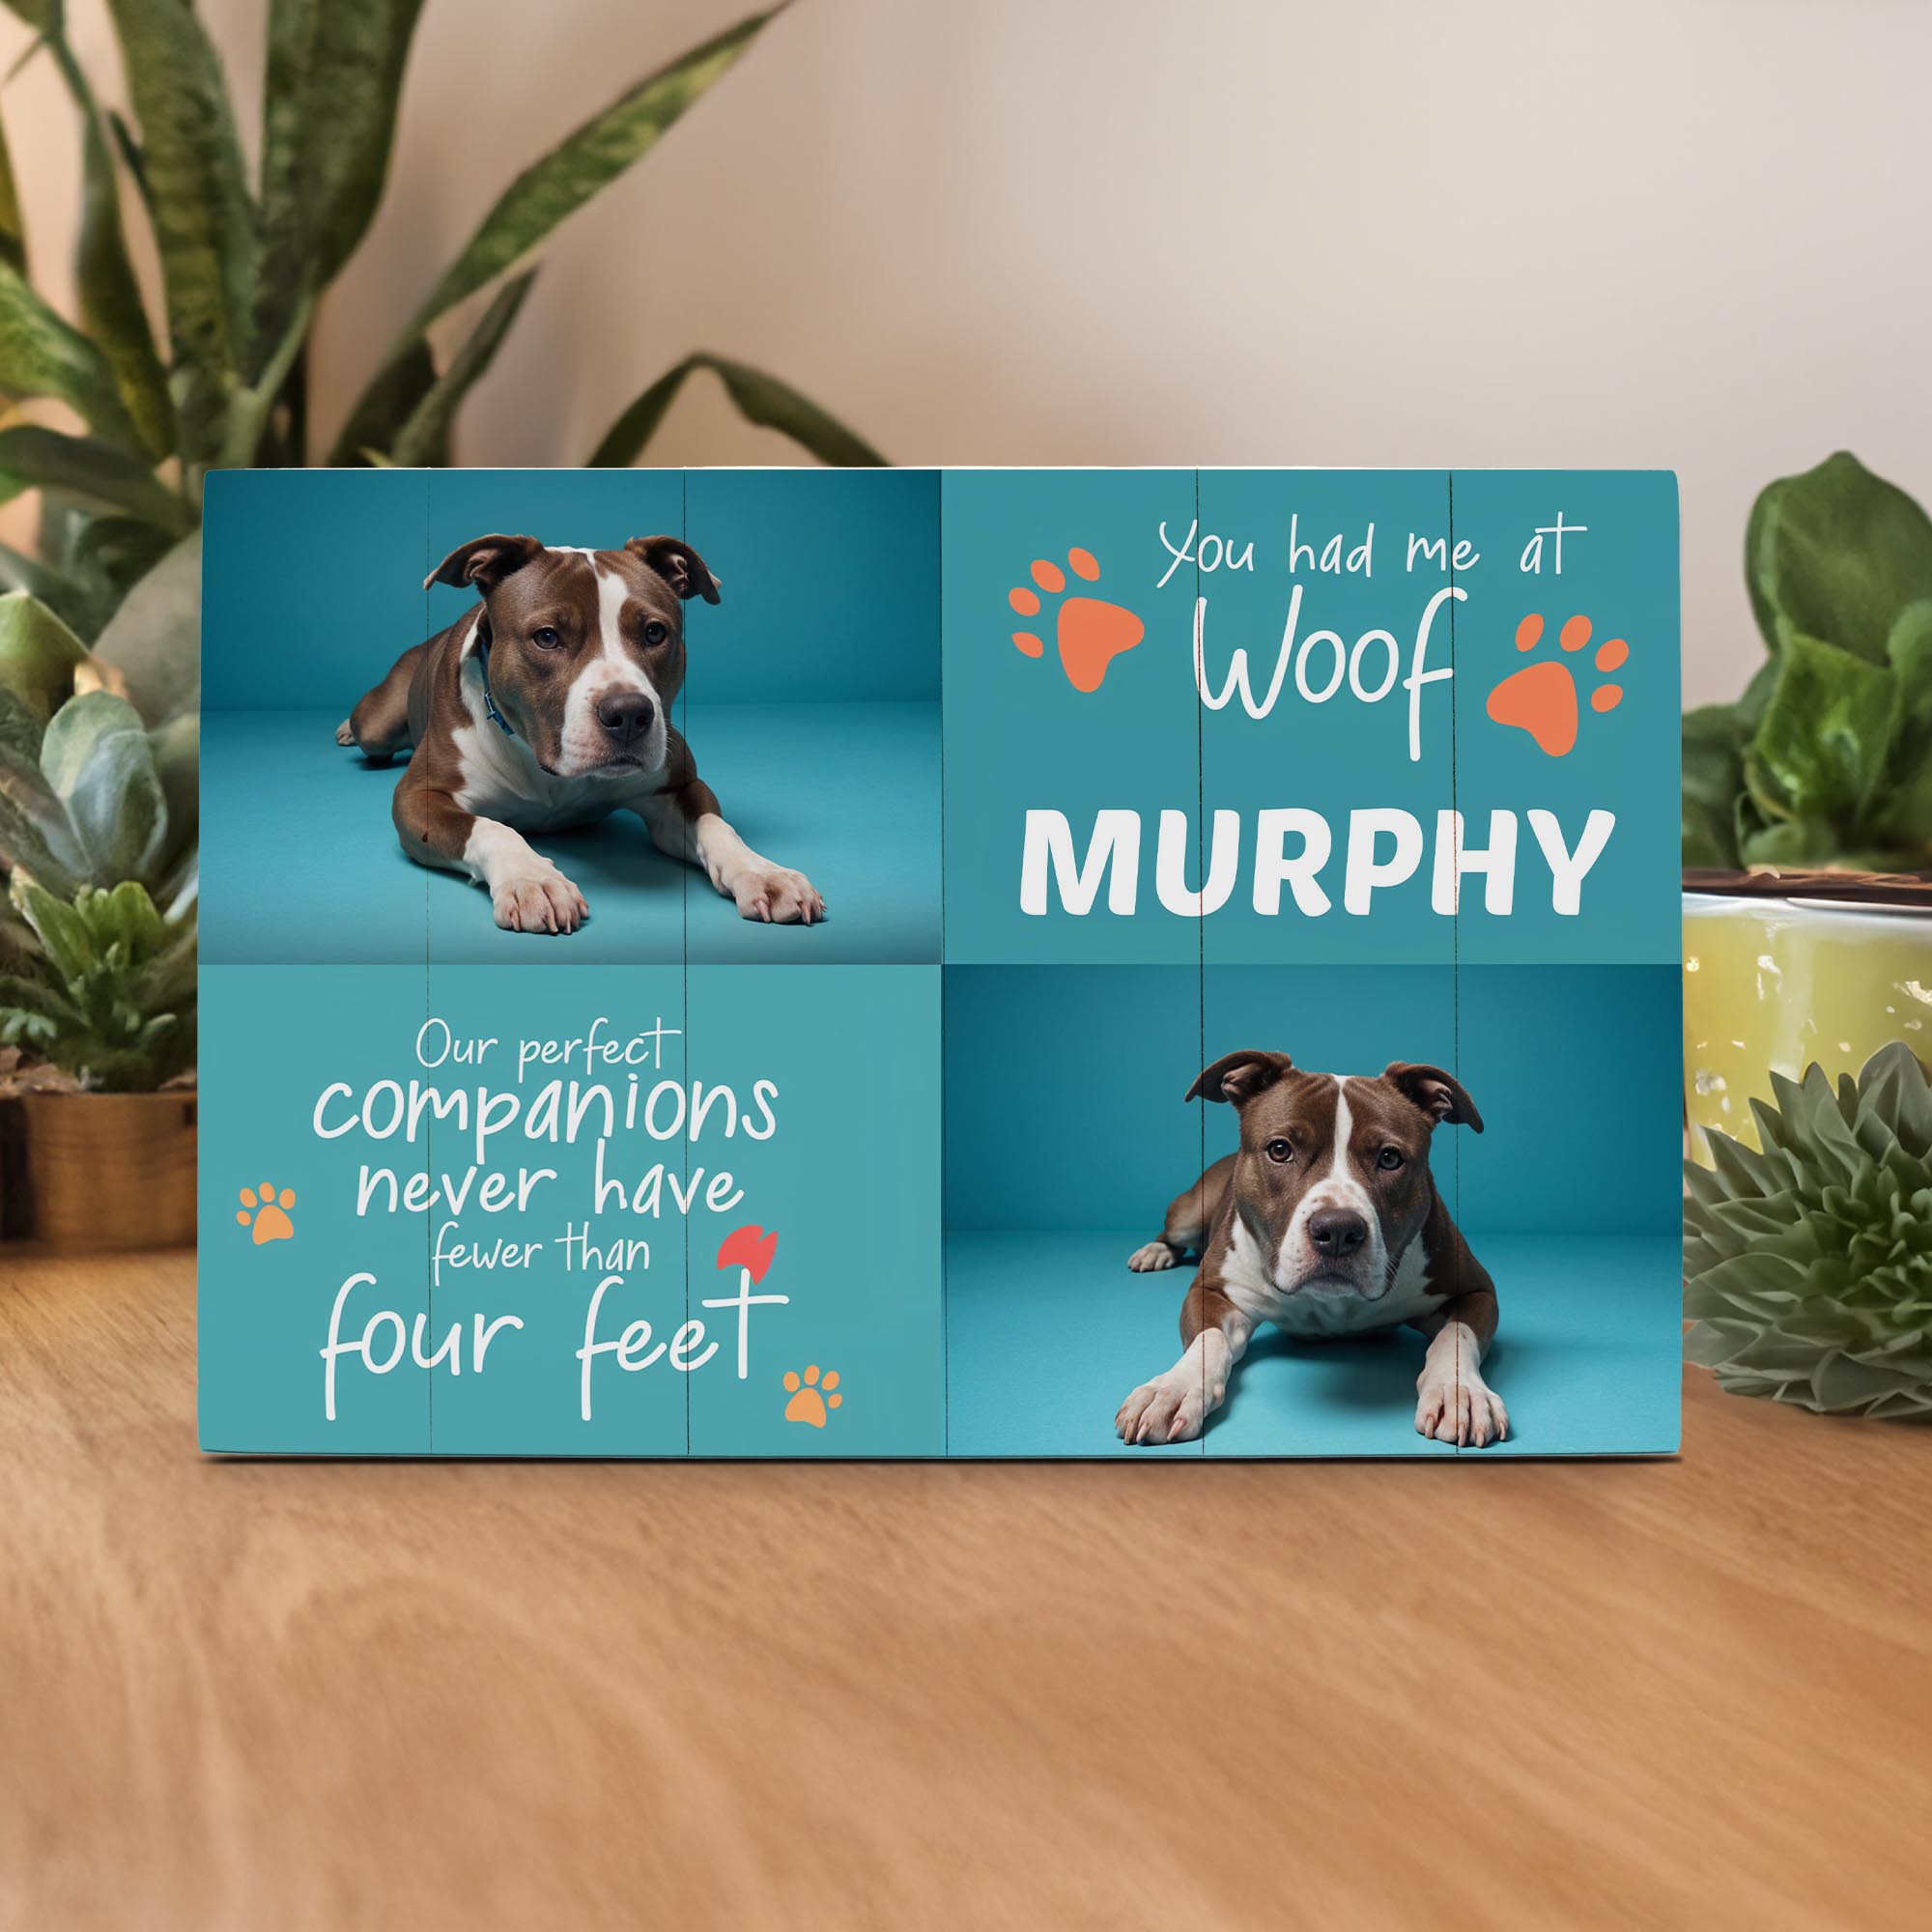 You had me at
Woof
MURPHY
Our perfect
companions
never have
fewer than
four feet